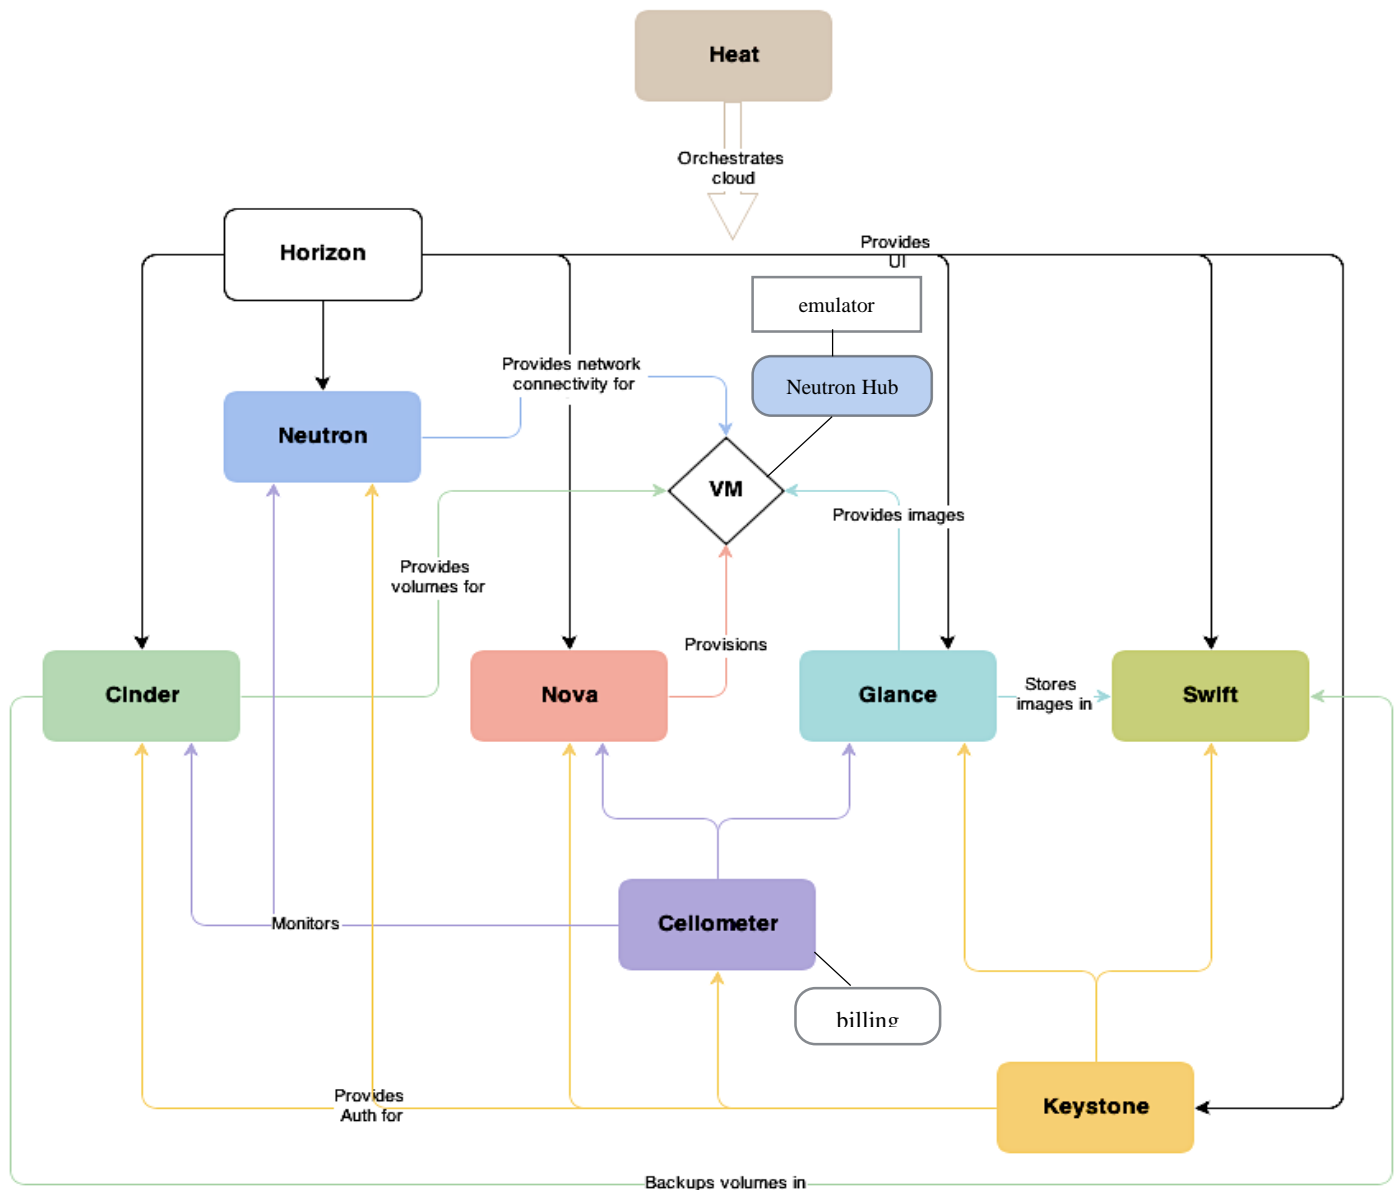 Heat
Orchestrates
cloud
Horizon
Provides
UI
emulator
Provides network
connectivity for
Neutron Hub
Neutron
VM
Provides images
Provides
volumes for
Provisions
Cinder
Nova
Glance
Stores
images in
Swift
Cellometer
Monitors
billing
Provides
Auth for
Keystone
Backups volumes in